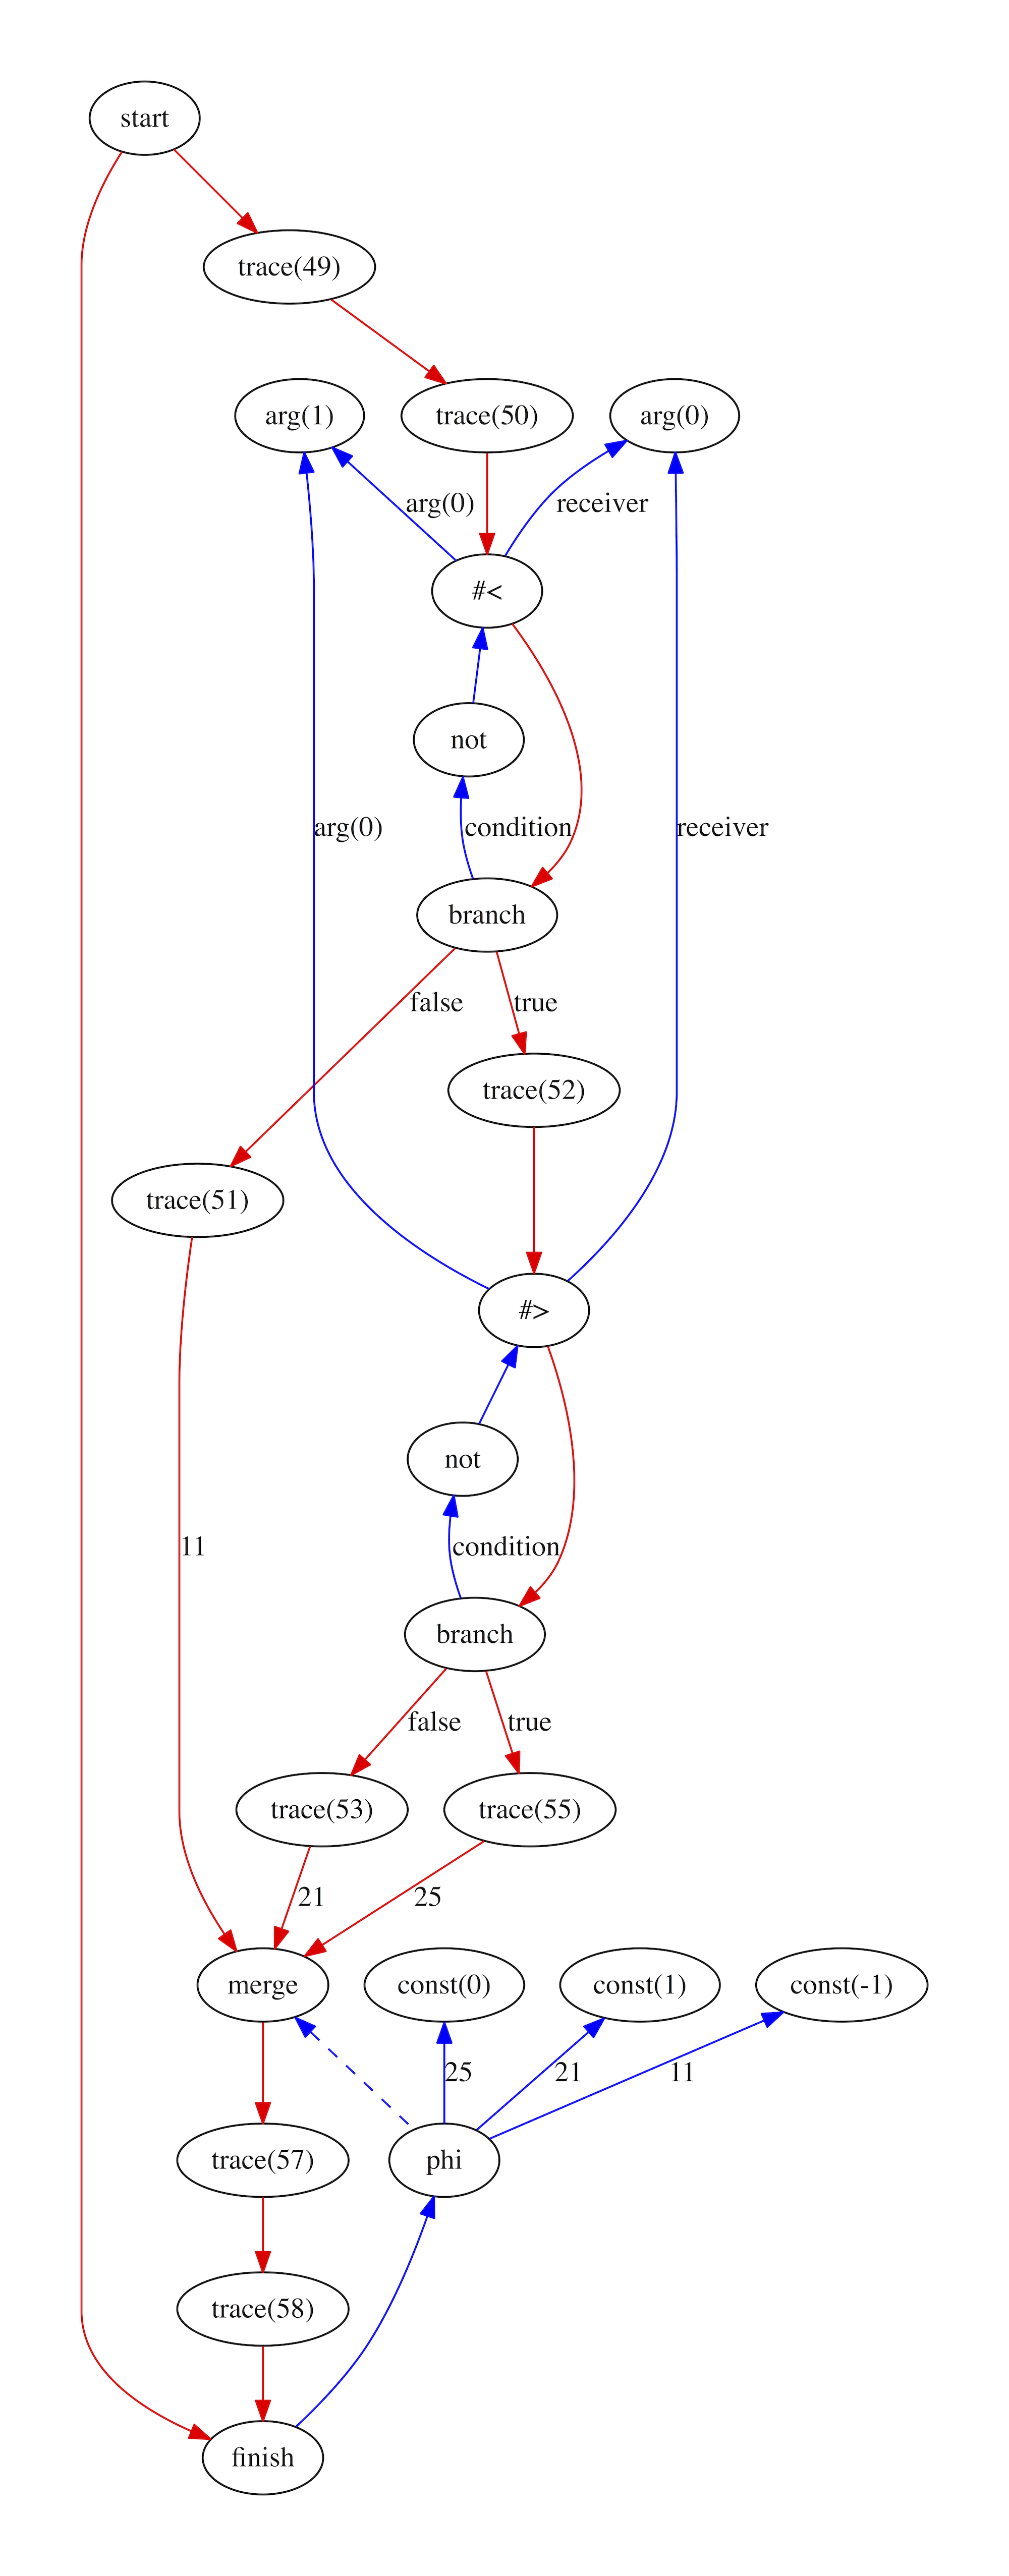 start
trace(49)
arg(1)
trace(50)
arg(0)
arg(0)
receiver
#<
not
arg(0)
condition
receiver
branch
false
true
trace(52)
trace(51)
#>
not
11
condition
branch
false
true
trace(53)
trace(55)
21
25
merge
const(0)
const(1)
const(-1)
25
21
11
trace(57)
phi
trace(58)
finish